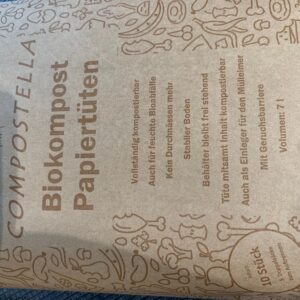 COMPOSTELLA
Biokompost
Papiertüten
Vollständig kompostierbar
Auch für feuchte Bioabfälle
Kein Durchnässen mehr
Stabiler Boden
Behälter bleibt frei stehend
Tüte mitsamt Inhalt kompostierbar
Auch als Einleger für den Mülleimer
Mit Geruchsbarriere
Volumen: 7 l
10 Stück